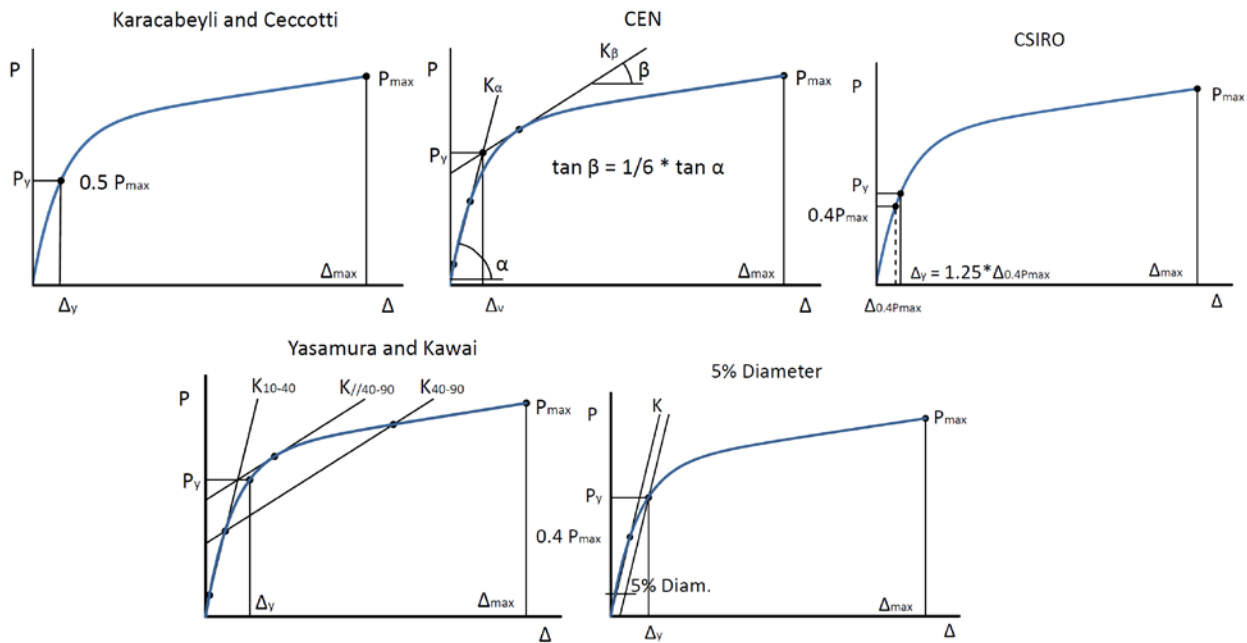 Karacabeyli and Ceccotti
P
Pmax
Py
0.5 Pmax
Δmax
Δy
Δ
CEN
P
Kα
Kβ
β
Pmax
Py
tan β = 1/6 * tan α
α
Δmax
Δv
Δ
CSIRO
P
Pmax
Py
0.4Pmax
Δy = 1.25*Δ0.4Pmax
Δmax
Δ0.4Pmax
Δ
Yasamura and Kawai
P
K10-40
K//40-90
K40-90
Pmax
Py
0.4 Pmax
Δmax
Δy
Δ
5% Diameter
P
K
Pmax
Py
5% Diam.
Δmax
Δy
Δ